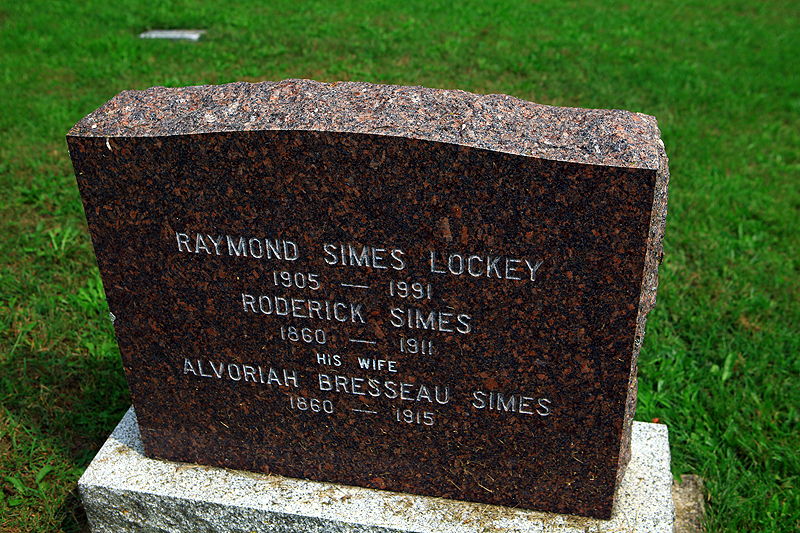 RAYMOND SIMES LOCKEY
1905 — 1991
RODERICK SIMES
1860 — 1911
HIS WIFE
ALVORIAH BRESSEAU SIMES
1860 — 1915